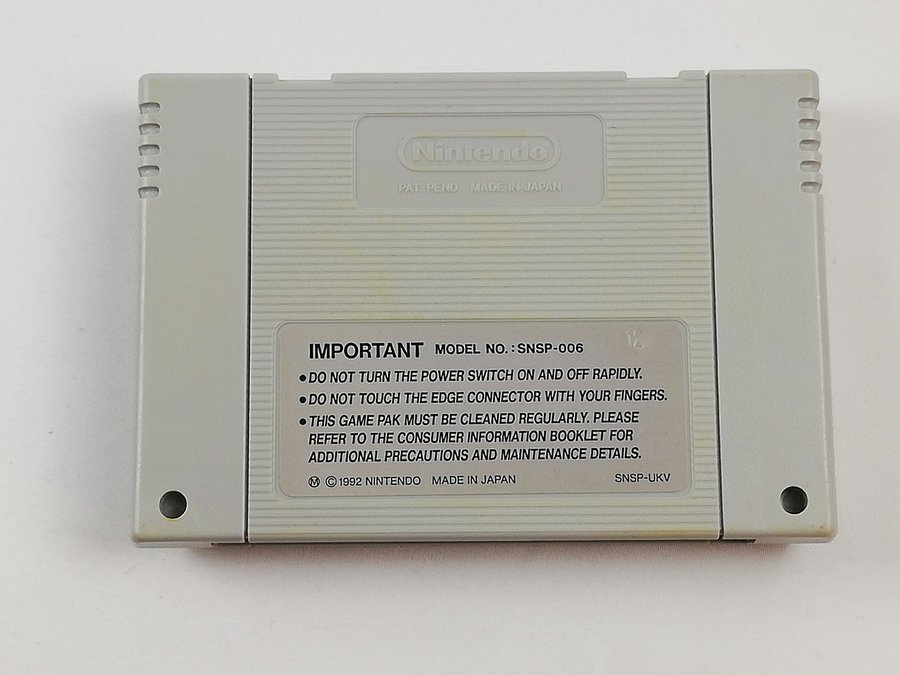 Nintendo
PAT. PEND. MADE IN JAPAN
IMPORTANT MODEL NO.: SNSP-006
12
• DO NOT TURN THE POWER SWITCH ON AND OFF RAPIDLY.
• DO NOT TOUCH THE EDGE CONNECTOR WITH YOUR FINGERS.
• THIS GAME PAK MUST BE CLEANED REGULARLY. PLEASE
REFER TO THE CONSUMER INFORMATION BOOKLET FOR
ADDITIONAL PRECAUTIONS AND MAINTENANCE DETAILS.
Ⓜ ©1992 NINTENDO MADE IN JAPAN SNSP-UKV